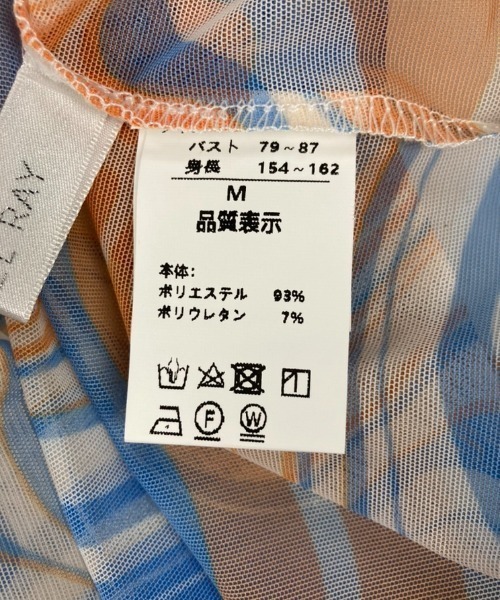 EL RAY
バスト 79~87
身長 154~162
M
品質表示
本体:
ポリエステル 93%
ポリウレタン 7%
F W